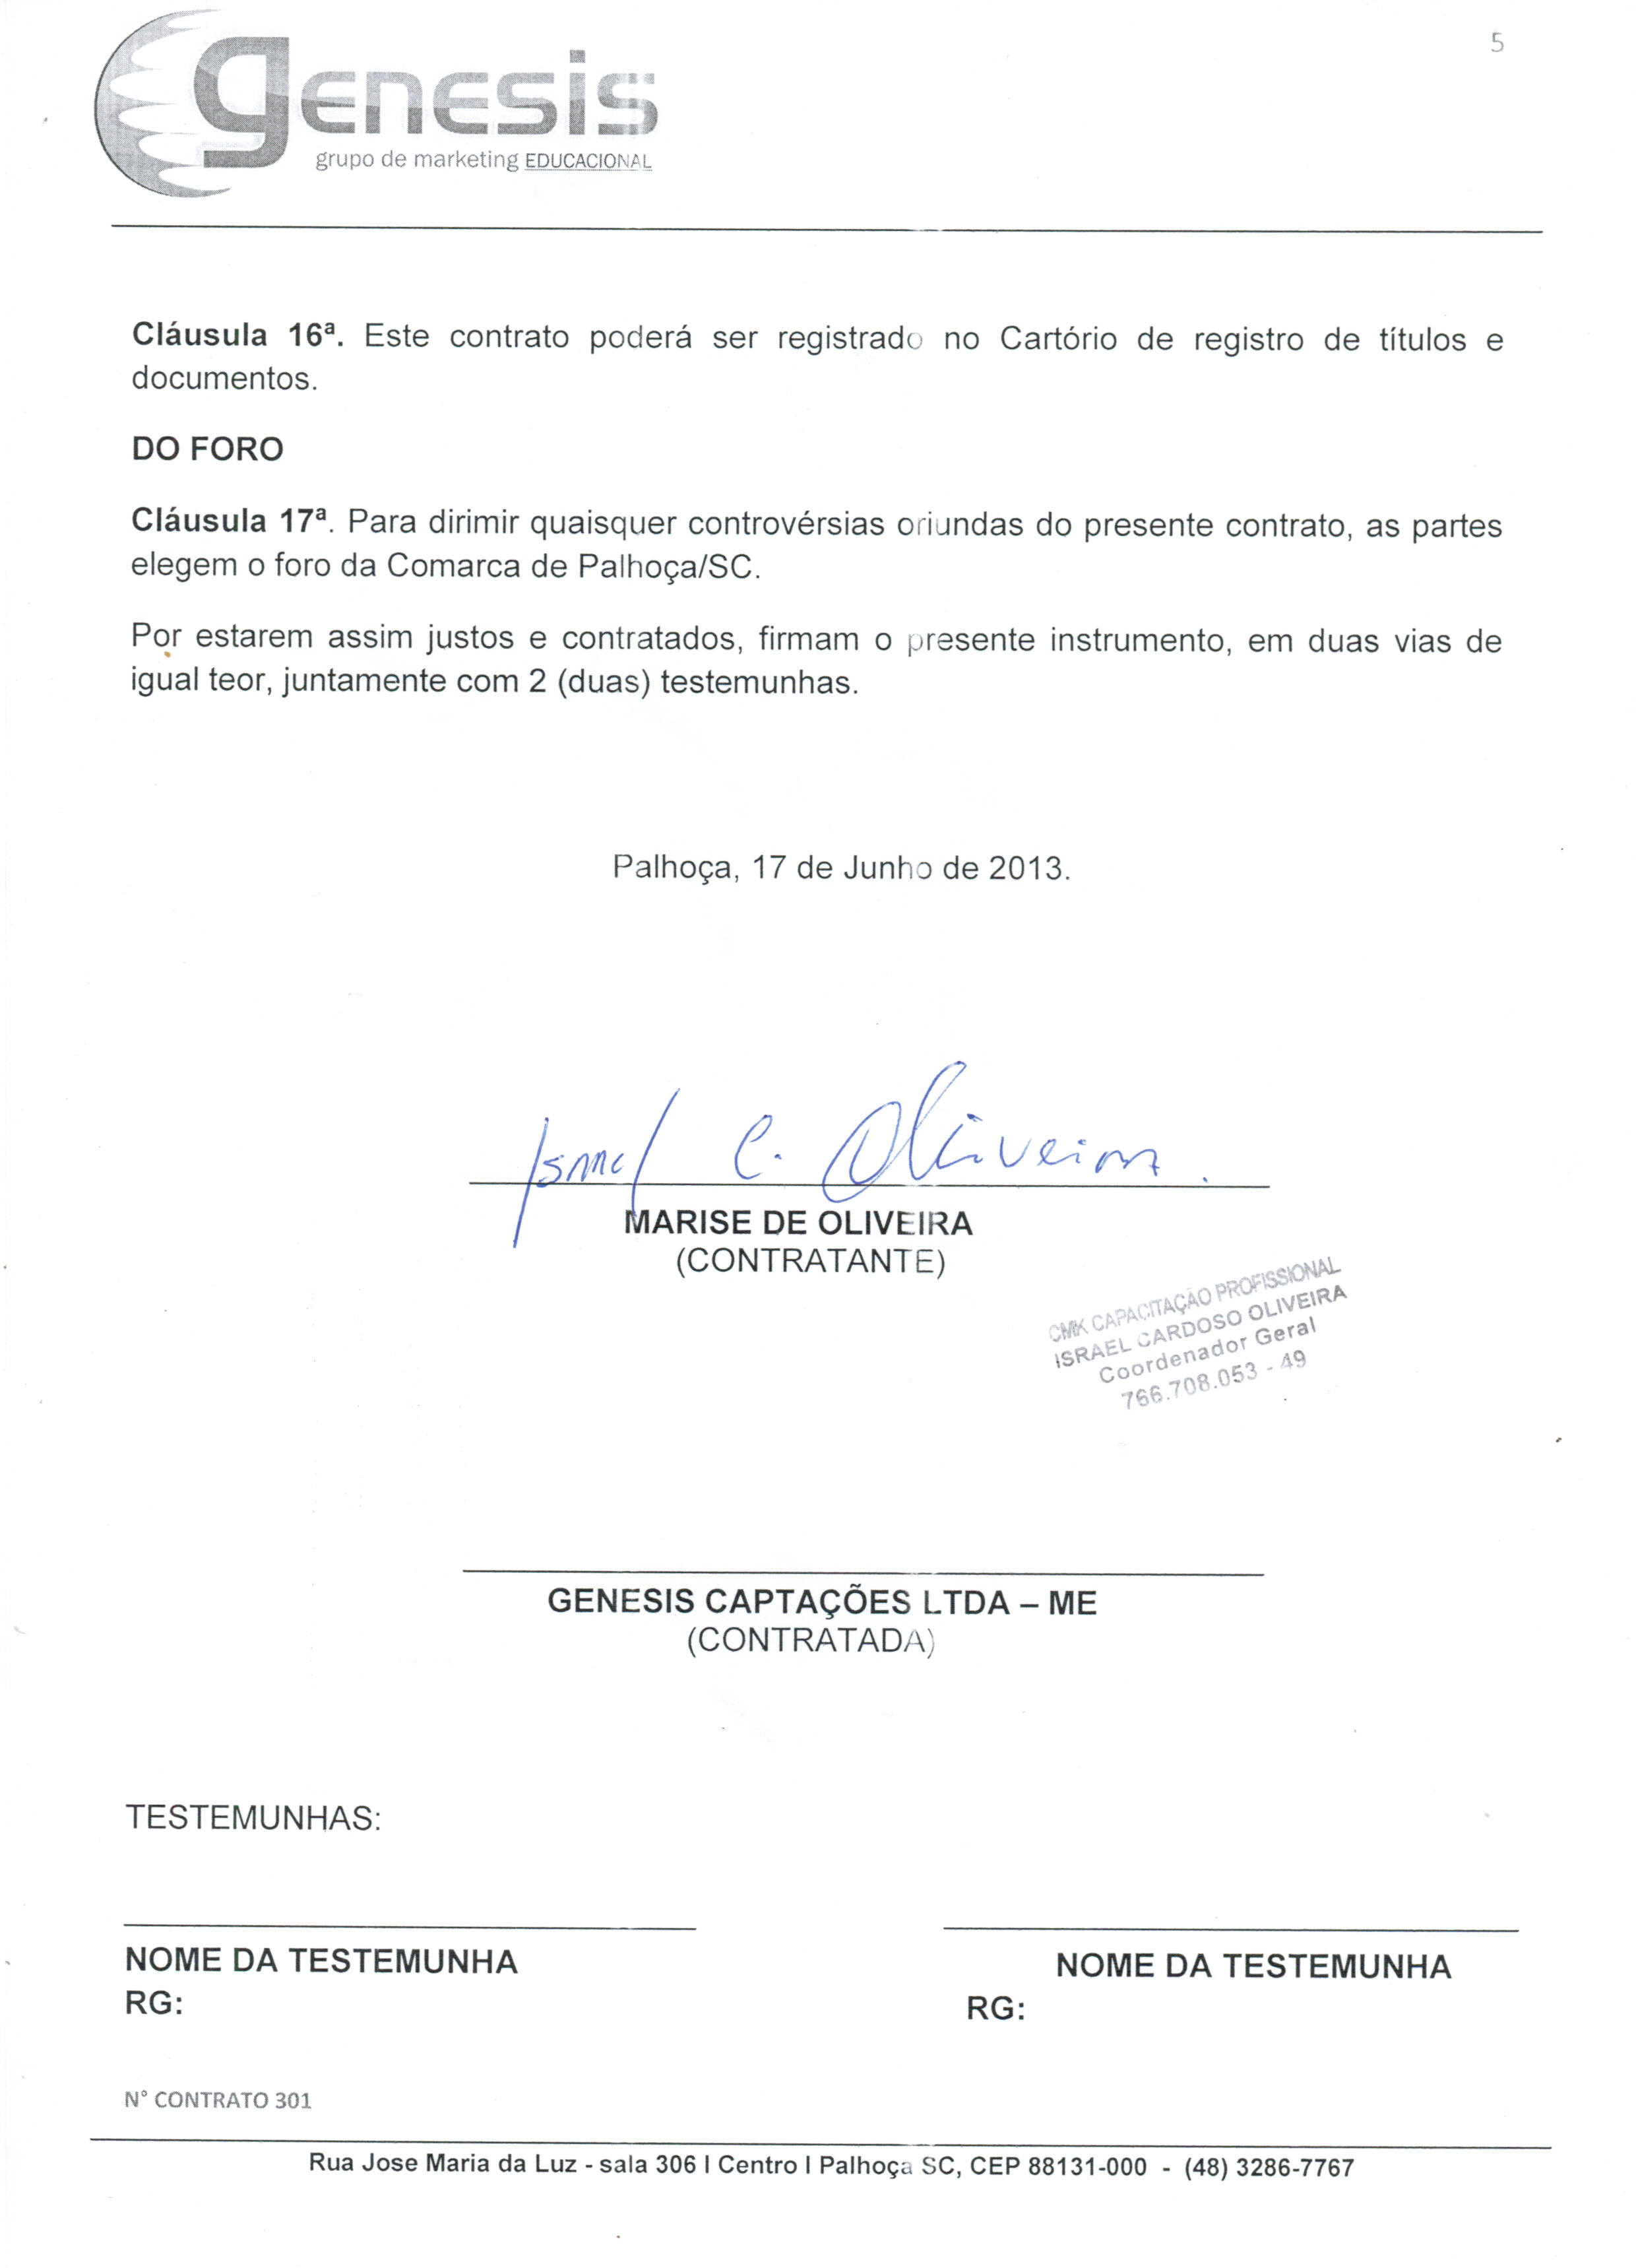 5
genesis
grupo de marketing EDUCACIONAL
Cláusula 16ª. Este contrato poderá ser registrado no Cartório de registro de títulos e
documentos.
DO FORO
Cláusula 17ª. Para dirimir quaisquer controvérsias oriundas do presente contrato, as partes
elegem o foro da Comarca de Palhoça/SC.
Por estarem assim justos e contratados, firmam o presente instrumento, em duas vias de
igual teor, juntamente com 2 (duas) testemunhas.
Palhoça, 17 de Junho de 2013.
Israel C. Oliveira.
MARISE DE OLIVEIRA
(CONTRATANTE)
CMK CAPACITAÇÃO PROFISSIONAL
ISRAEL CARDOSO OLIVEIRA
Coordenador Geral
766.708.053 - 49
GENESIS CAPTAÇÕES LTDA – ME
(CONTRATADA)
TESTEMUNHAS:
NOME DA TESTEMUNHA
RG:
NOME DA TESTEMUNHA
RG:
N° CONTRATO 301
Rua Jose Maria da Luz - sala 306 I Centro I Palhoça SC, CEP 88131-000 - (48) 3286-7767